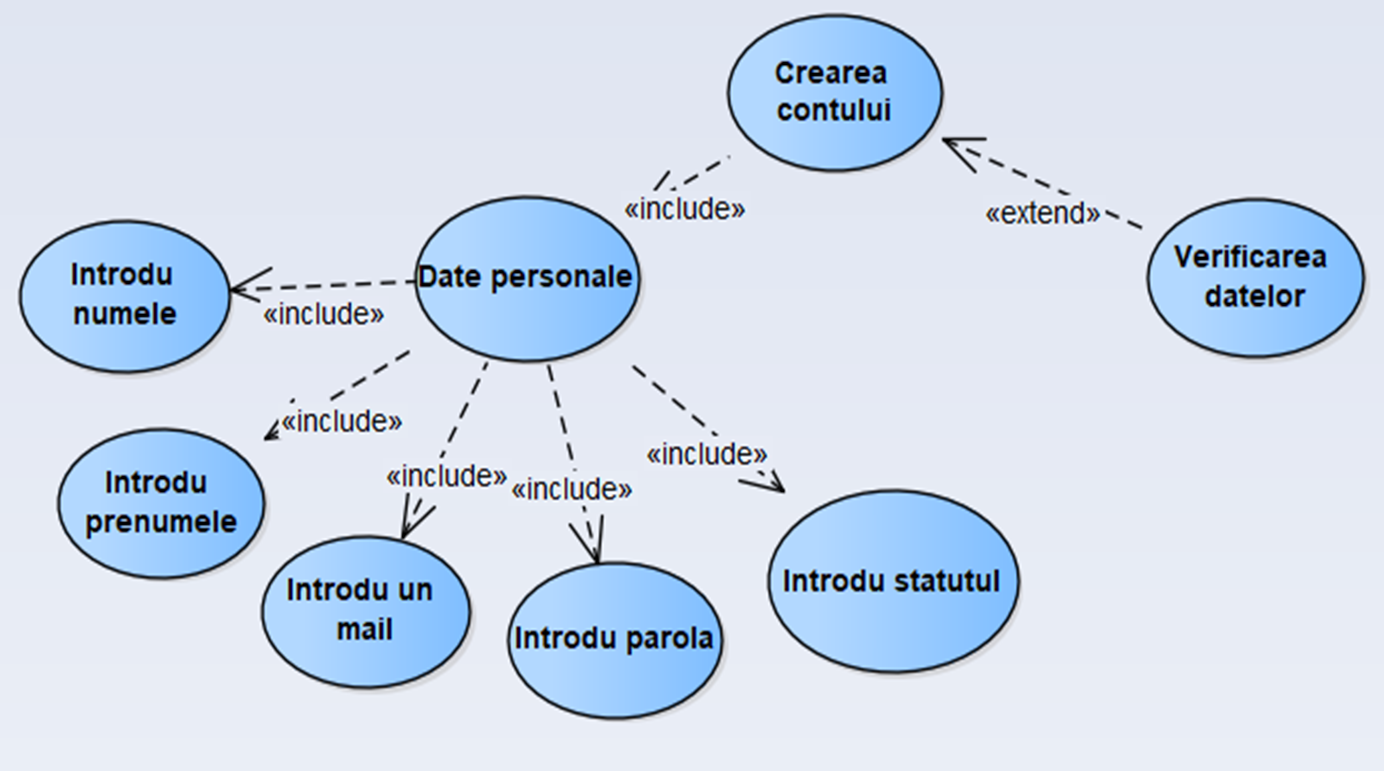 Crearea
contului
«include»
«extend»
Verificarea
datelor
Date personale
Introdu
numele
«include»
«include»
Introdu
prenumele
«include»
«include»
«include»
Introdu un
mail
Introdu parola
Introdu statutul